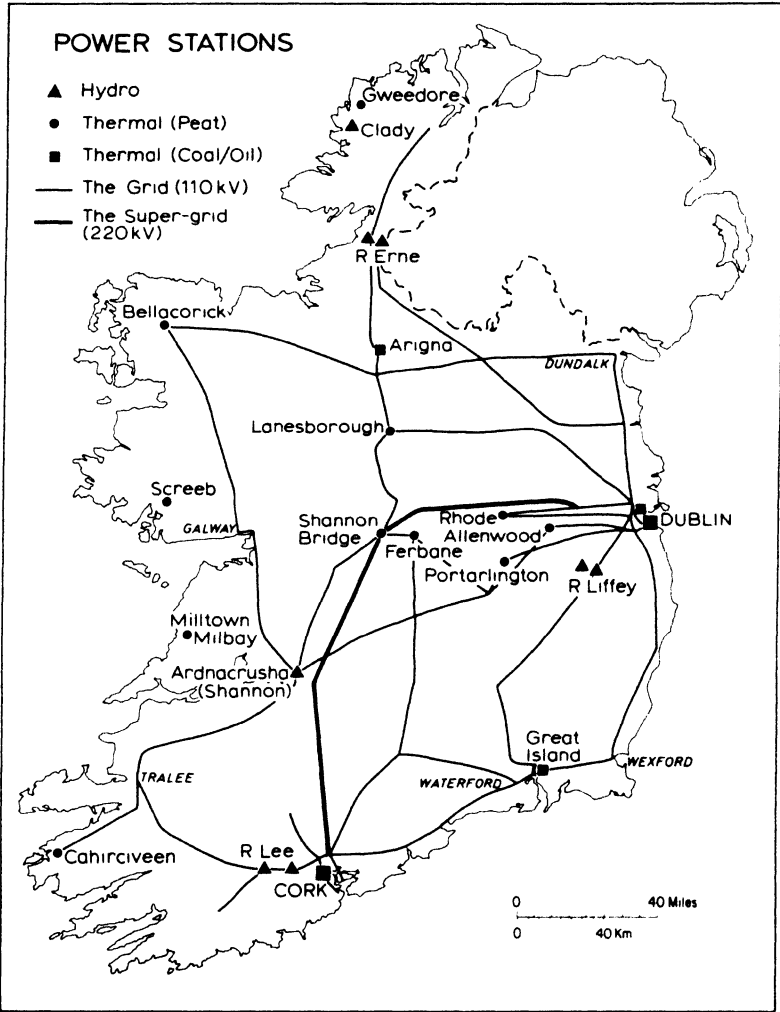 POWER STATIONS
Hydro
Thermal (Peat)
Thermal (Coal/Oil)
The Grid (110kV)
The Super-grid
(220kV)
Gweedore
Clady
R Erne
Bellacorick
Arigna
DUNDALK
Lanesborough
Screeb
GALWAY
Shannon
Bridge
Rhode
DUBLIN
Allenwood
Ferbane
Portarlington
R Liffey
Milltown
Milbay
Ardnacrusha
(Shannon)
Great
Island
WEXFORD
TRALEE
WATERFORD
R Lee
Cahirciveen
CORK
0 40 Miles
0 40 Km